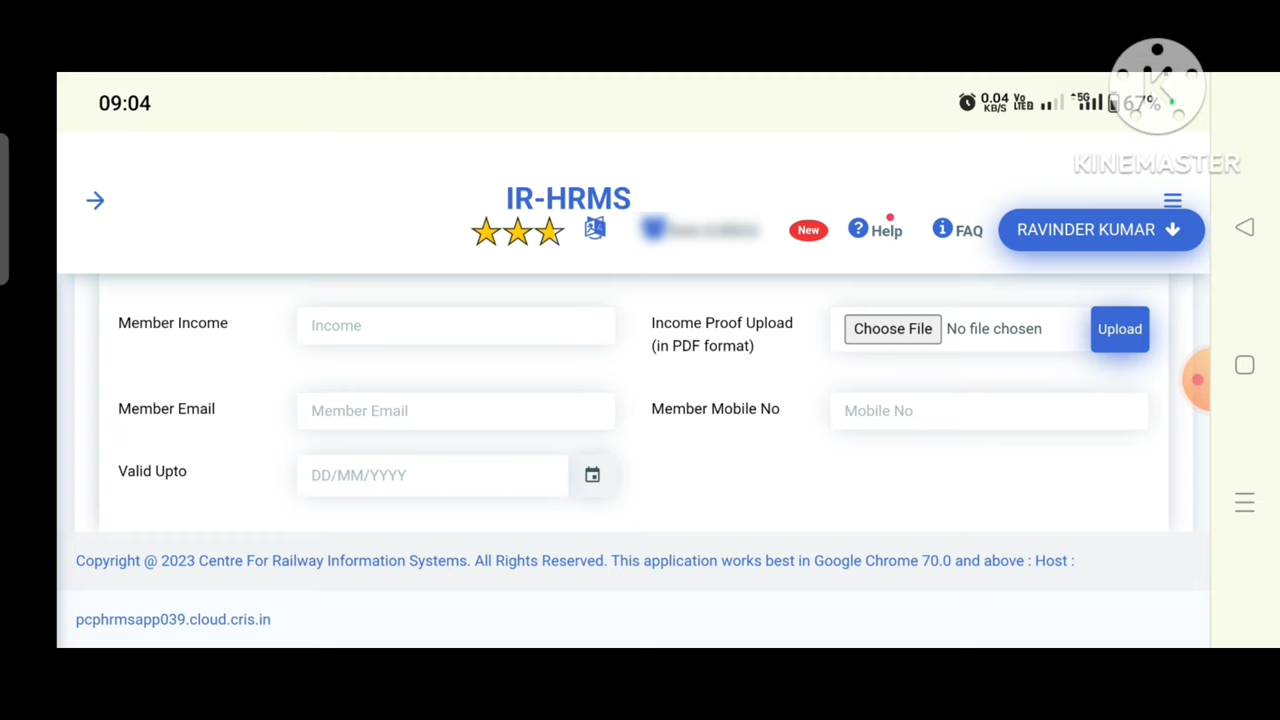 09:04
0.04 KB/S Vo LTE 5G 67%
KINEMASTER
IR-HRMS
New
Help
FAQ
RAVINDER KUMAR
Member Income
Income
Income Proof Upload
(in PDF format)
Choose File No file chosen
Upload
Member Email
Member Email
Member Mobile No
Mobile No
Valid Upto
DD/MM/YYYY
Copyright @ 2023 Centre For Railway Information Systems. All Rights Reserved. This application works best in Google Chrome 70.0 and above : Host :
pcphrmsapp039.cloud.cris.in